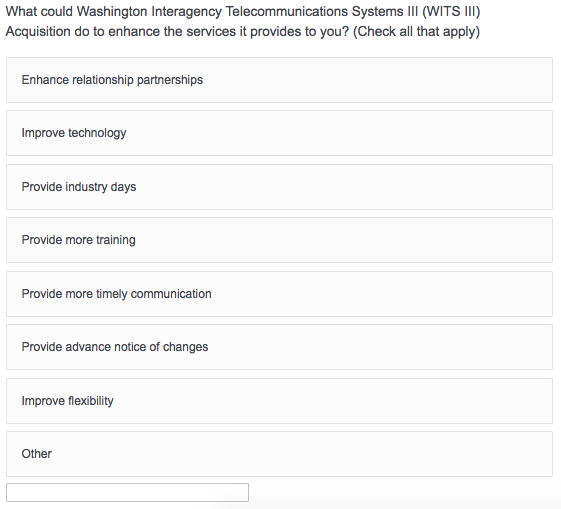 What could Washington Interagency Telecommunications Systems III (WITS III)
Acquisition do to enhance the services it provides to you? (Check all that apply)
Enhance relationship partnerships
Improve technology
Provide industry days
Provide more training
Provide more timely communication
Provide advance notice of changes
Improve flexibility
Other